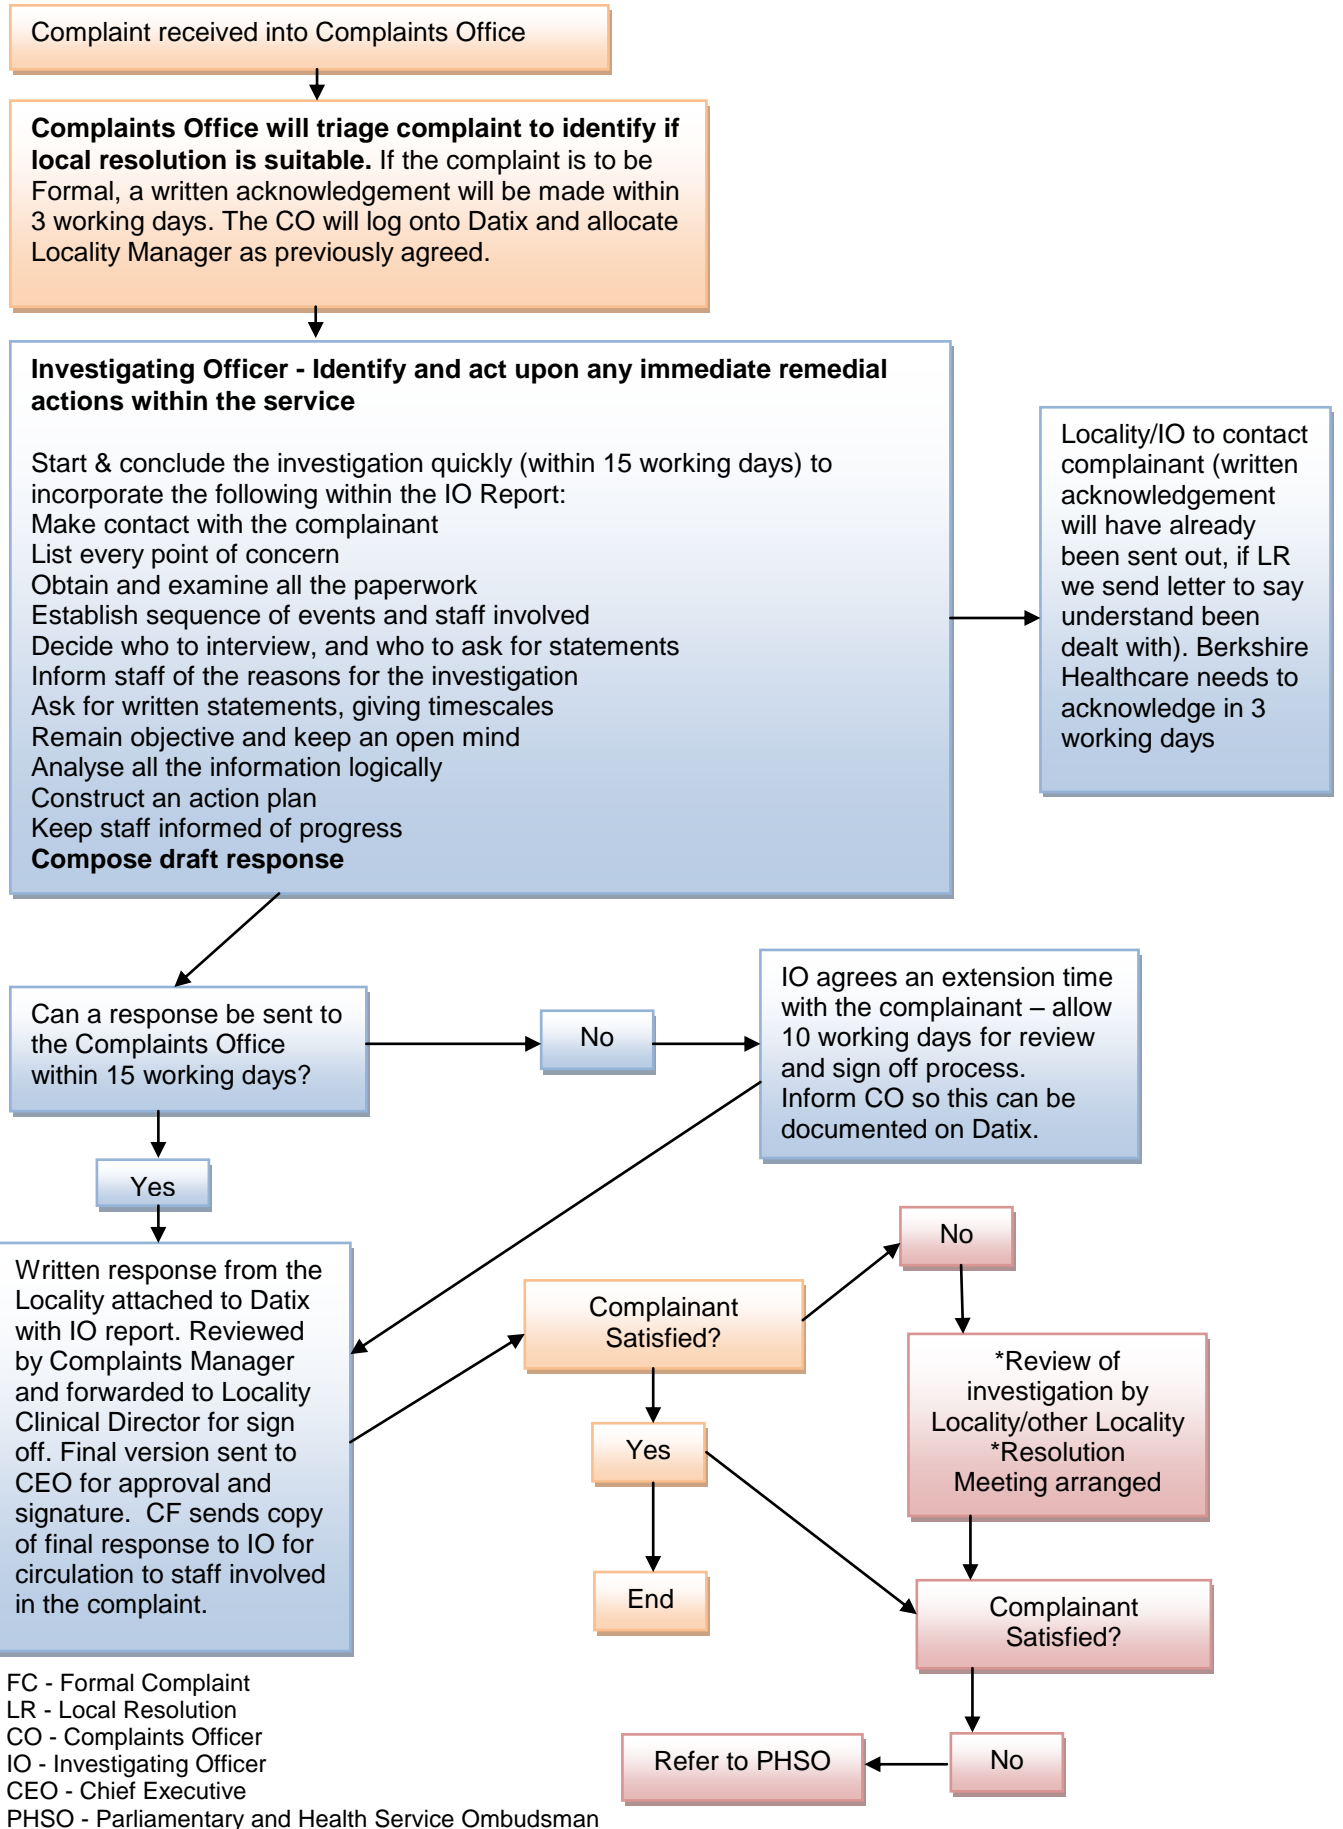 Complaint received into Complaints Office
Complaints Office will triage complaint to identify if
local resolution is suitable. If the complaint is to be
Formal, a written acknowledgement will be made within
3 working days. The CO will log onto Datix and allocate
Locality Manager as previously agreed.
Investigating Officer - Identify and act upon any immediate remedial
actions within the service
Start & conclude the investigation quickly (within 15 working days) to
incorporate the following within the IO Report:
Make contact with the complainant
List every point of concern
Obtain and examine all the paperwork
Establish sequence of events and staff involved
Decide who to interview, and who to ask for statements
Inform staff of the reasons for the investigation
Ask for written statements, giving timescales
Remain objective and keep an open mind
Analyse all the information logically
Construct an action plan
Keep staff informed of progress
Compose draft response
Locality/IO to contact
complainant (written
acknowledgement
will have already
been sent out, if LR
we send letter to say
understand been
dealt with). Berkshire
Healthcare needs to
acknowledge in 3
working days
Can a response be sent to
the Complaints Office
within 15 working days?
No
IO agrees an extension time
with the complainant – allow
10 working days for review
and sign off process.
Inform CO so this can be
documented on Datix.
Yes
Written response from the
Locality attached to Datix
with IO report. Reviewed
by Complaints Manager
and forwarded to Locality
Clinical Director for sign
off. Final version sent to
CEO for approval and
signature.  CF sends copy
of final response to IO for
circulation to staff involved
in the complaint.
Complainant
Satisfied?
No
Yes
End
*Review of
investigation by
Locality/other Locality
*Resolution
Meeting arranged
Complainant
Satisfied?
No
Refer to PHSO
FC - Formal Complaint
LR - Local Resolution
CO - Complaints Officer
IO - Investigating Officer
CEO - Chief Executive
PHSO - Parliamentary and Health Service Ombudsman